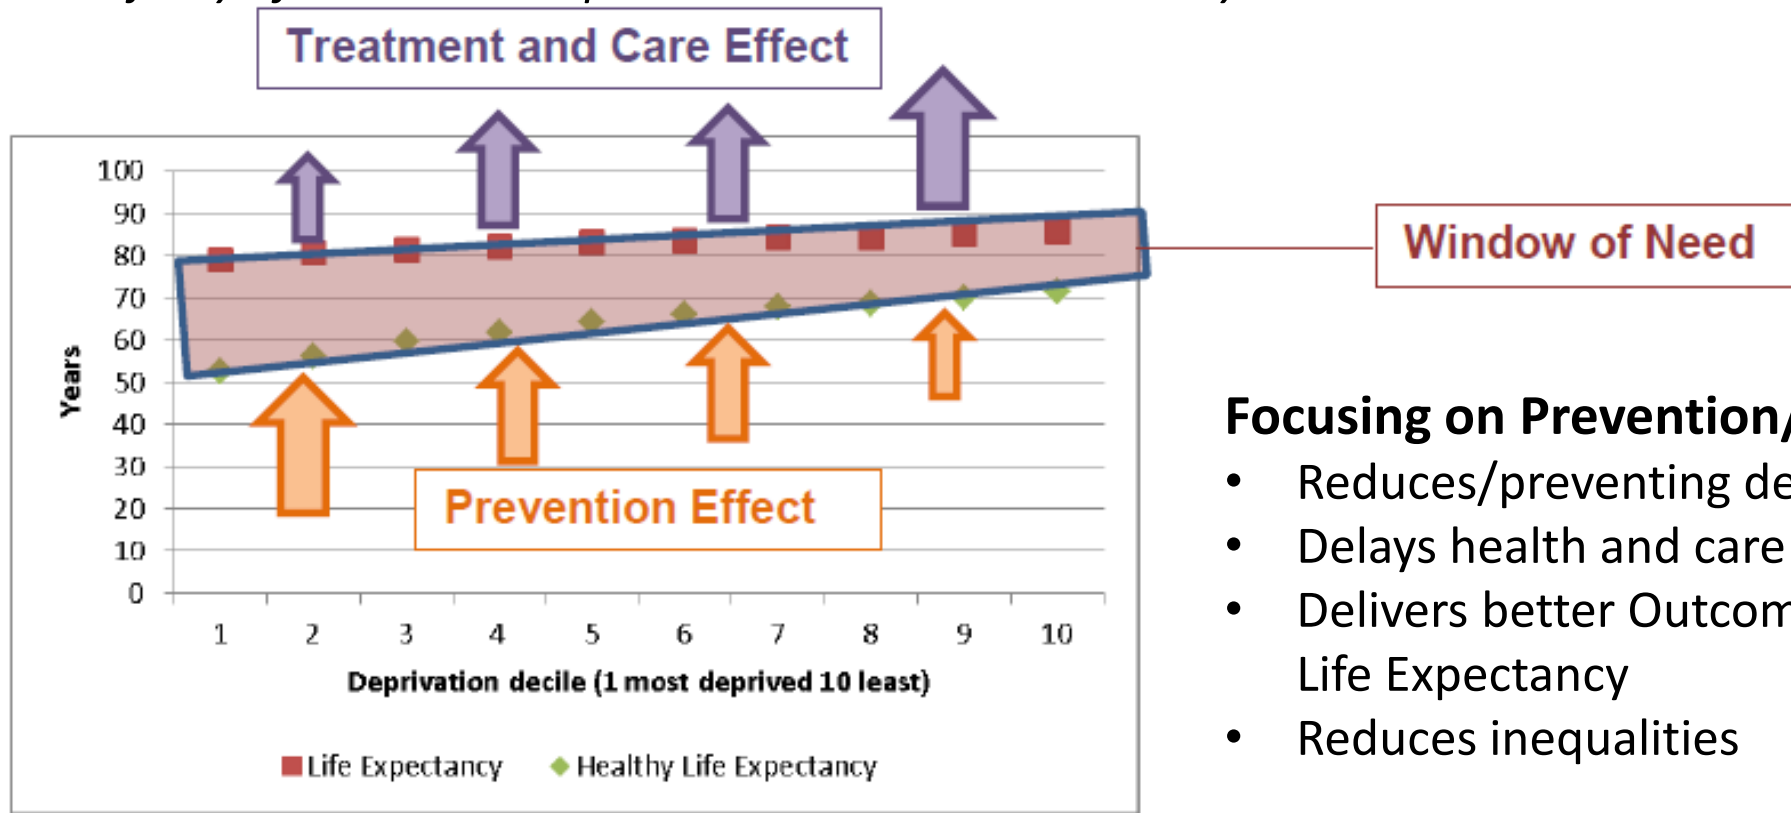 Treatment and Care Effect
100
90
80
70
60
50
40
30
20
10
0
Years
1 2 3 4 5 6 7 8 9 10
Deprivation decile (1 most deprived 10 least)
Life Expectancy Healthy Life Expectancy
Prevention Effect
Window of Need
Focusing on Prevention/
• Reduces/preventing de
• Delays health and care
• Delivers better Outcom
Life Expectancy
• Reduces inequalities